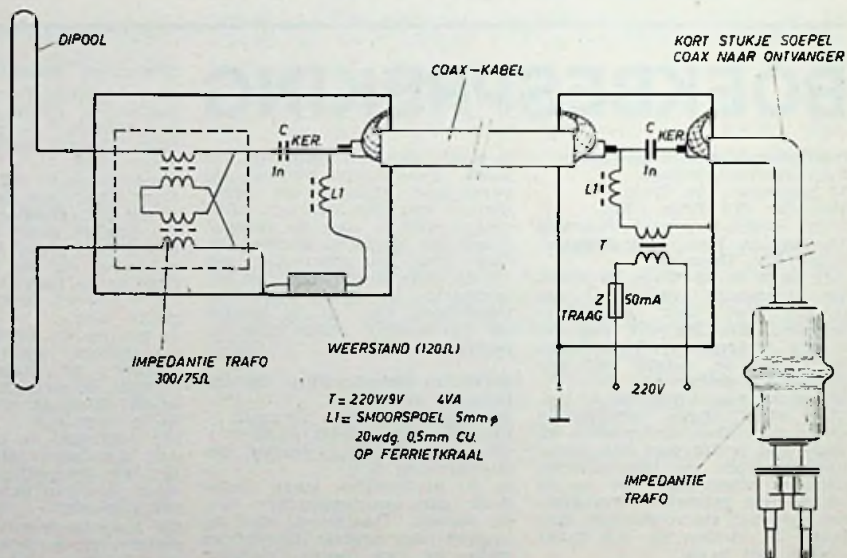 DIPOOL
KORT STUKJE SOEPEL
COAX NAAR ONTVANGER
COAX-KABEL
C
KER.
1n
L1
C
KER.
1n
L1
T
Z
TRAAG
50mA
220V
WEERSTAND (120Ω)
IMPEDANTIE TRAFO
300/75Ω
T = 220V/9V 4VA
L1 = SMOORSPOEL 5mm φ
20wdg. 0,5mm CU.
OP FERRIETKRAAL
IMPEDANTIE
TRAFO